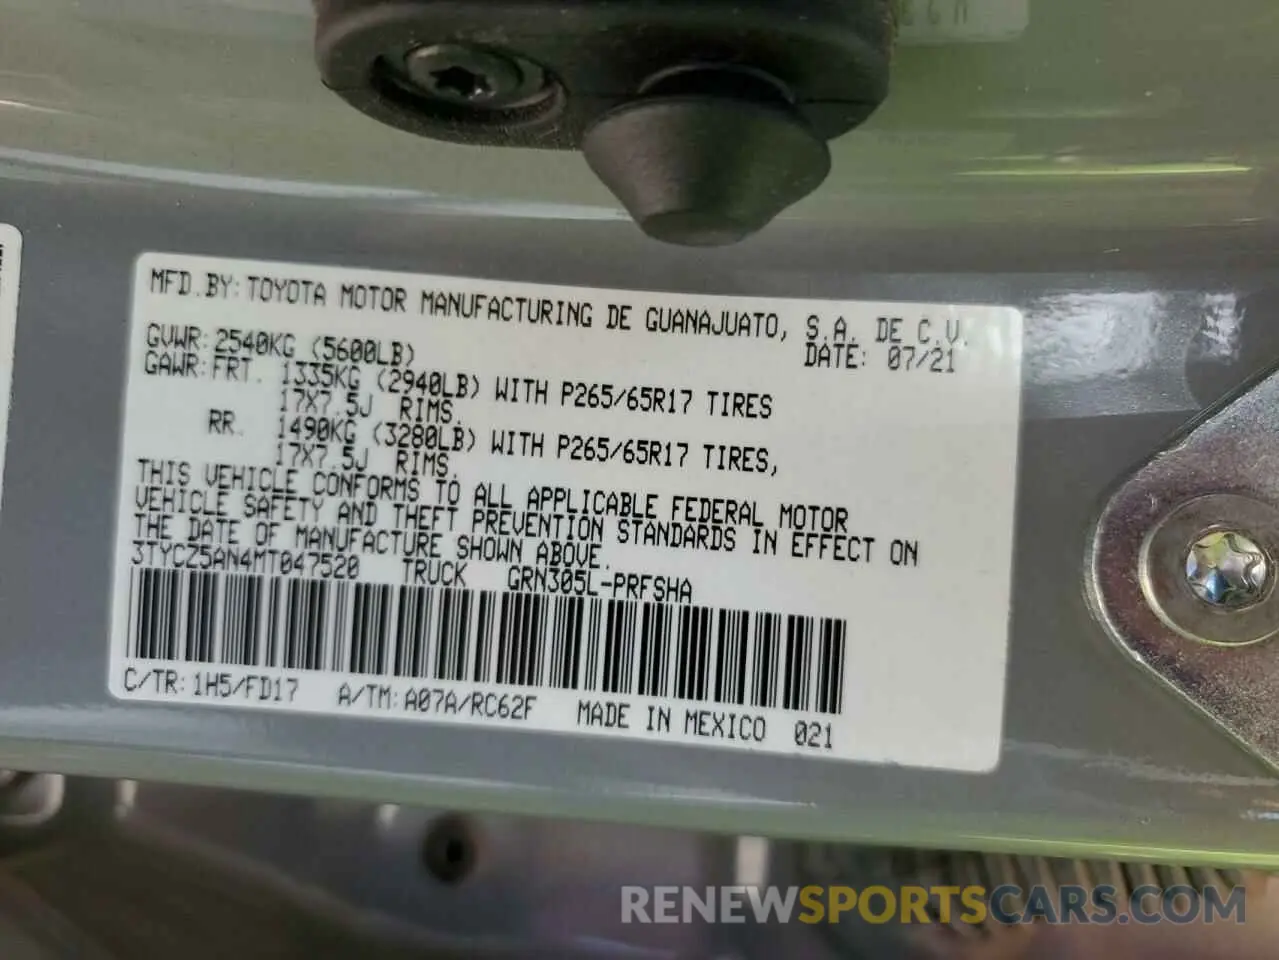 MFD.BY:TOYOTA MOTOR MANUFACTURING DE GUANAJUATO, S.A. DE C.V.
GVWR:2540KG (5600LB) DATE: 07/21
GAWR:FRT. 1335KG (2940LB) WITH P265/65R17 TIRES
17X7.5J RIMS.
RR. 1490KG (3280LB) WITH P265/65R17 TIRES,
17X7.5J RIMS.
THIS VEHICLE CONFORMS TO ALL APPLICABLE FEDERAL MOTOR
VEHICLE SAFETY AND THEFT PREVENTION STANDARDS IN EFFECT ON
THE DATE OF MANUFACTURE SHOWN ABOVE.
3TYCZ5AN4MT047520 TRUCK GRN305L-PRFSHA
C/TR:1H5/FD17 A/TM:A07A/RC62F MADE IN MEXICO 021
RENEWSPORTSCARS.COM